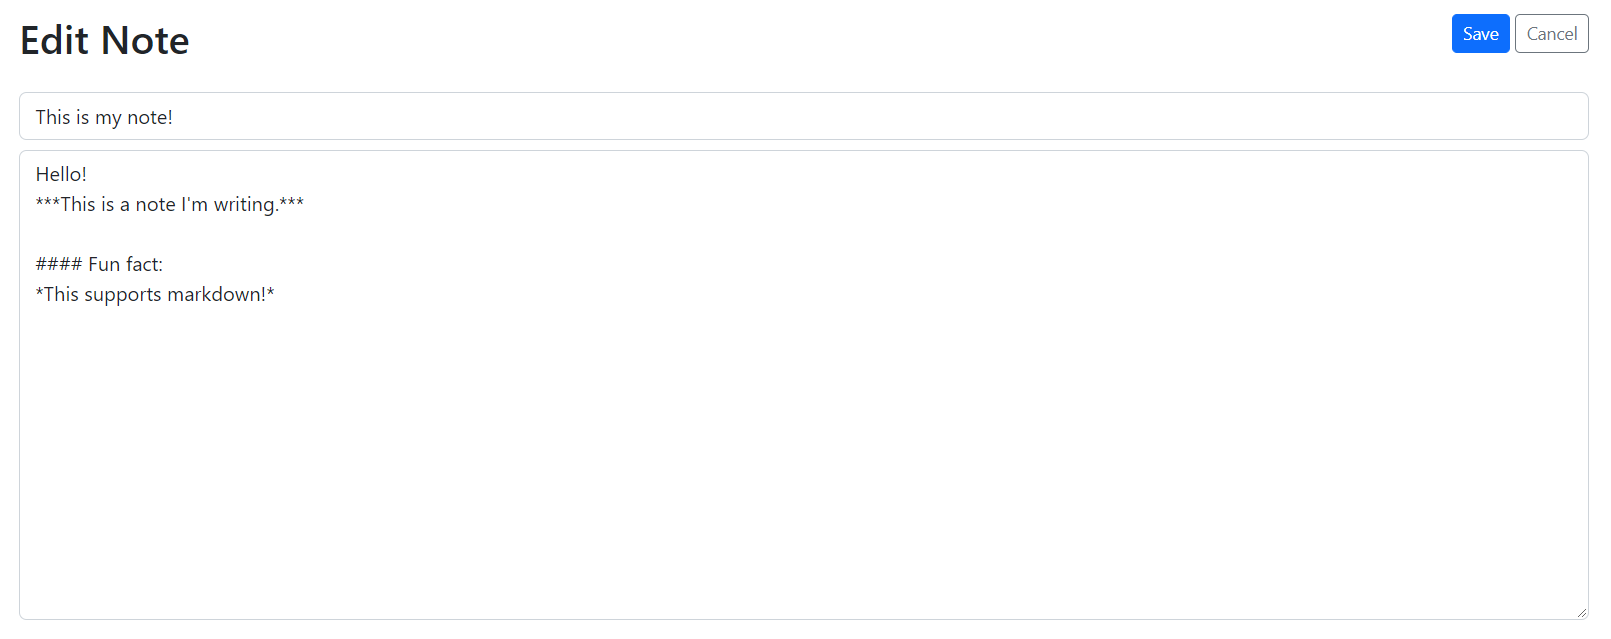 Edit Note
Save
Cancel
This is my note!
Hello!
***This is a note I'm writing.***
#### Fun fact:
*This supports markdown!*